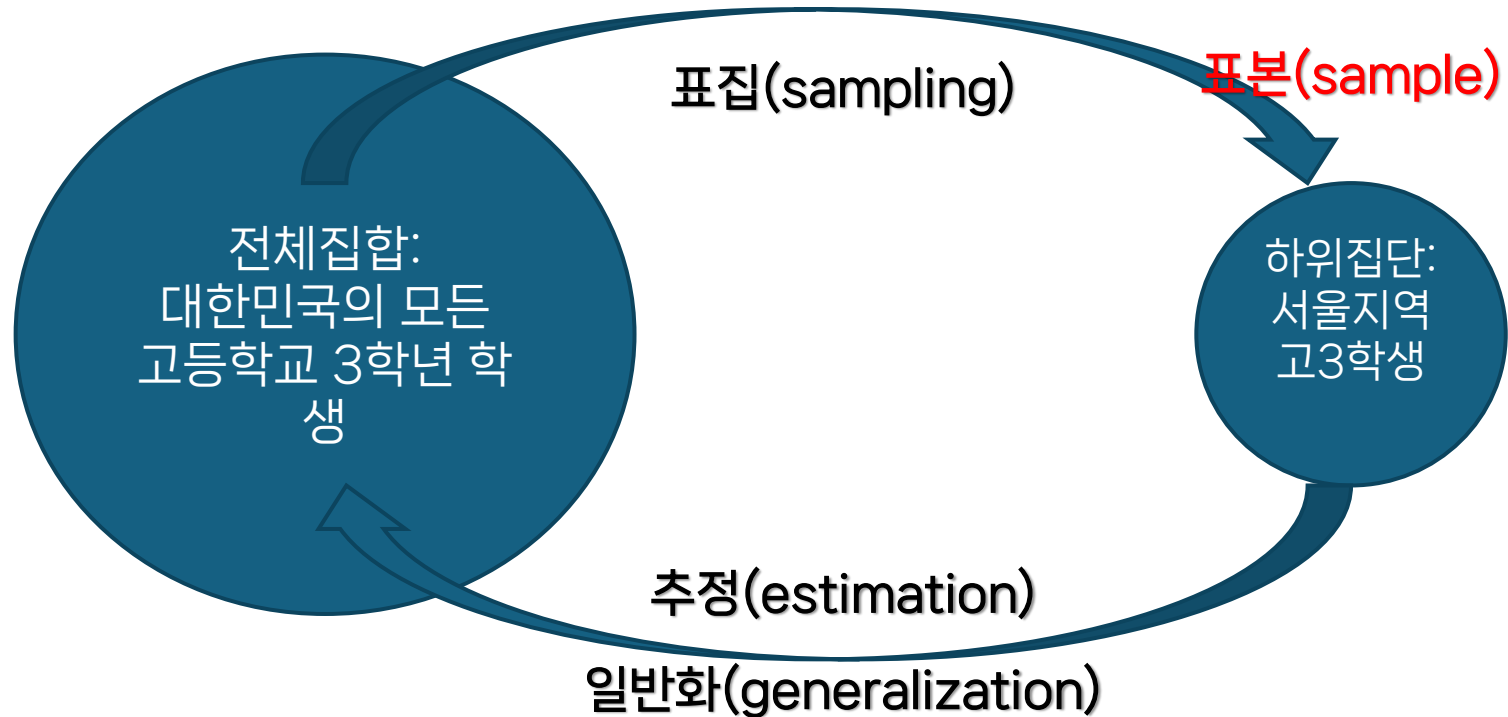 표집(sampling)
표본(sample)
전체집합:
대한민국의 모든
고등학교 3학년 학
생
하위집단:
서울지역
고3학생
추정(estimation)
일반화(generalization)